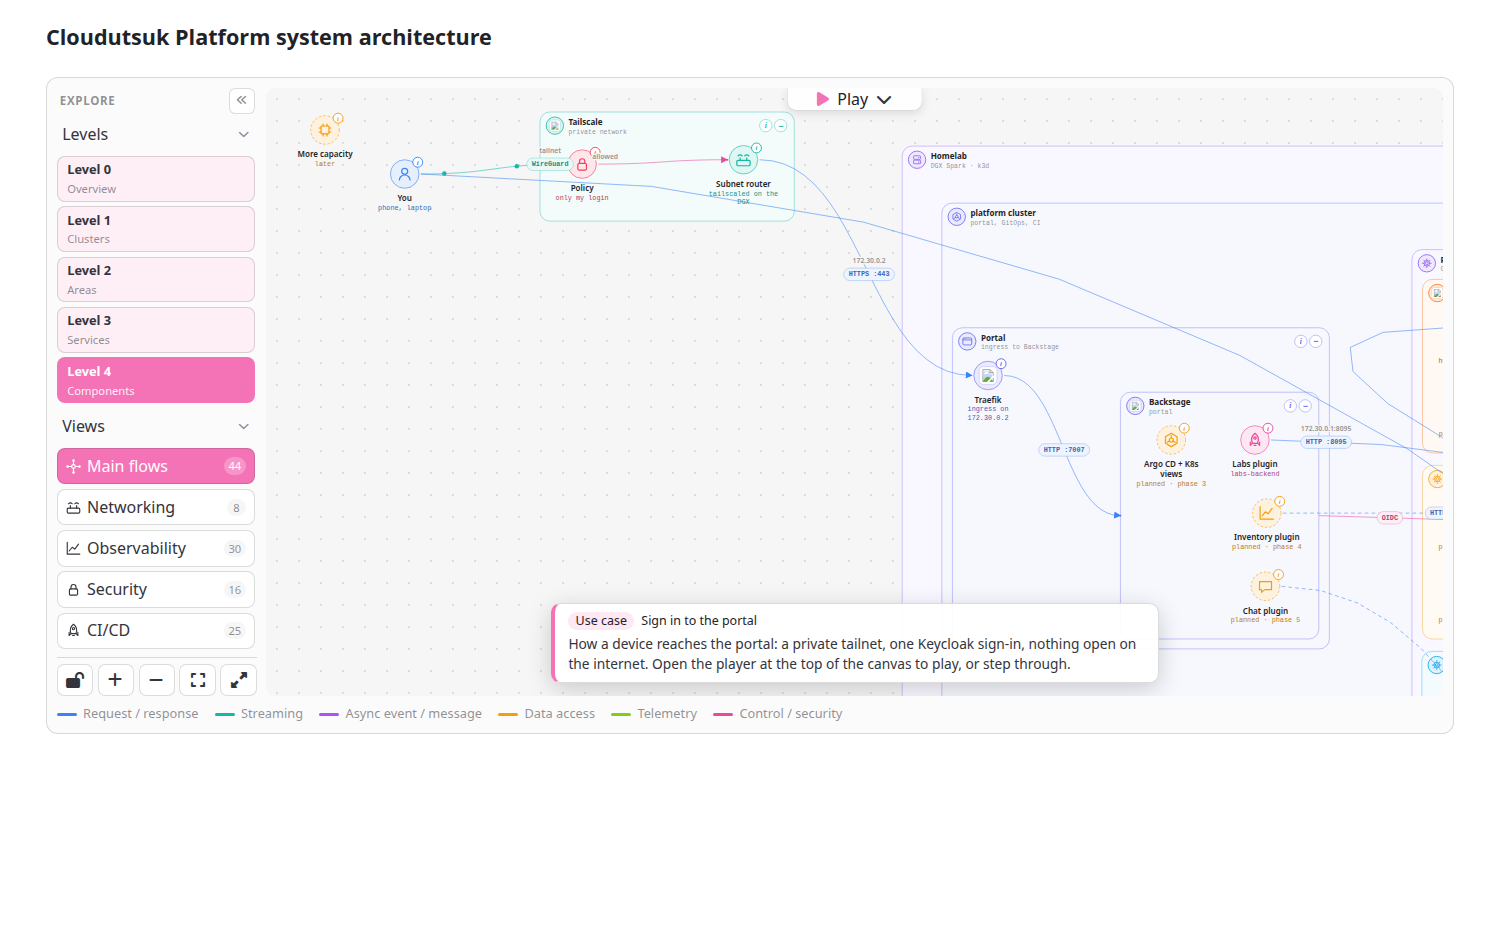 Cloudutsuk Platform system architecture
EXPLORE
Levels
Level 0
Overview
Level 1
Clusters
Level 2
Areas
Level 3
Services
Level 4
Components
Views
Main flows 44
Networking 8
Observability 30
Security 16
CI/CD 25
Play
More capacity
later
You
phone, laptop
Tailscale
private network
tailnet
WireGuard
allowed
Policy
only my login
Subnet router
tailscaled on the
DGX
172.30.0.2
HTTPS :443
Homelab
DGX Spark · k3d
platform cluster
portal, GitOps, CI
Portal
ingress to Backstage
Traefik
ingress on
172.30.0.2
HTTP :7007
Backstage
portal
Argo CD + K8s
views
planned · phase 3
Labs plugin
labs-backend
172.30.0.1:8095
HTTP :8095
Inventory plugin
planned · phase 4
OIDC
Chat plugin
planned · phase 5
Use case Sign in to the portal
How a device reaches the portal: a private tailnet, one Keycloak sign-in, nothing open on
the internet. Open the player at the top of the canvas to play, or step through.
Request / response
Streaming
Async event / message
Data access
Telemetry
Control / security